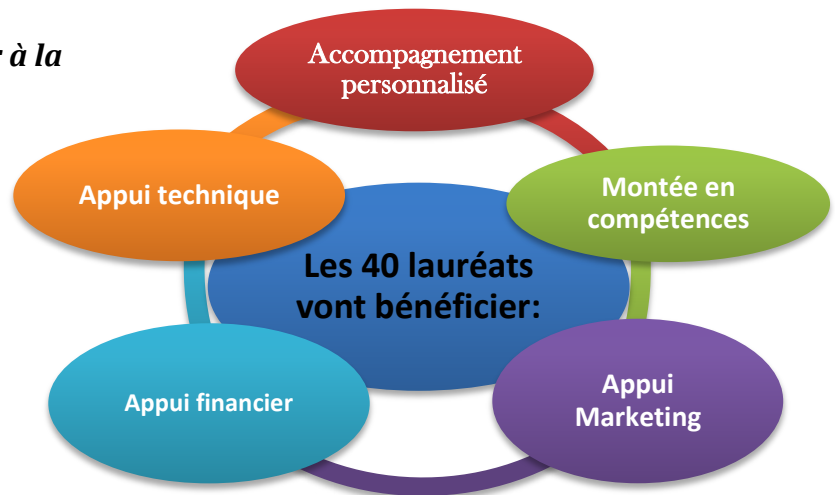 r à la
Accompagnement
personnalisé
Appui technique
Montée en
compétences
Les 40 lauréats
vont bénéficier:
Appui financier
Appui
Marketing